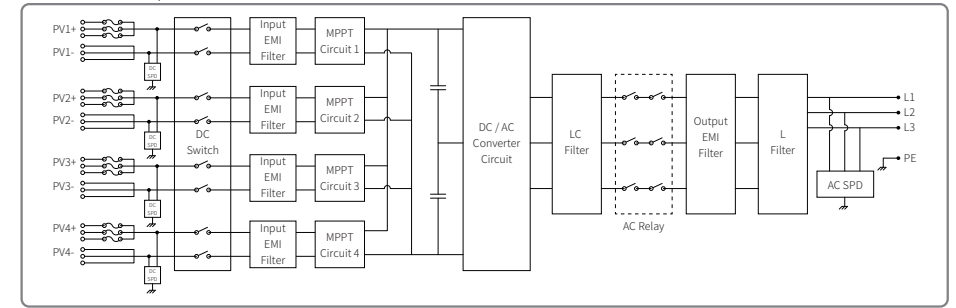 PV1+
PV1-
DC
SPD
Input
EMI
Filter
MPPT
Circuit 1
PV2+
PV2-
DC
SPD
Input
EMI
Filter
MPPT
Circuit 2
DC
Switch
PV3+
PV3-
DC
SPD
Input
EMI
Filter
MPPT
Circuit 3
PV4+
PV4-
DC
SPD
Input
EMI
Filter
MPPT
Circuit 4
DC / AC
Converter
Circuit
LC
Filter
AC Relay
Output
EMI
Filter
L
Filter
L1
L2
L3
PE
AC SPD